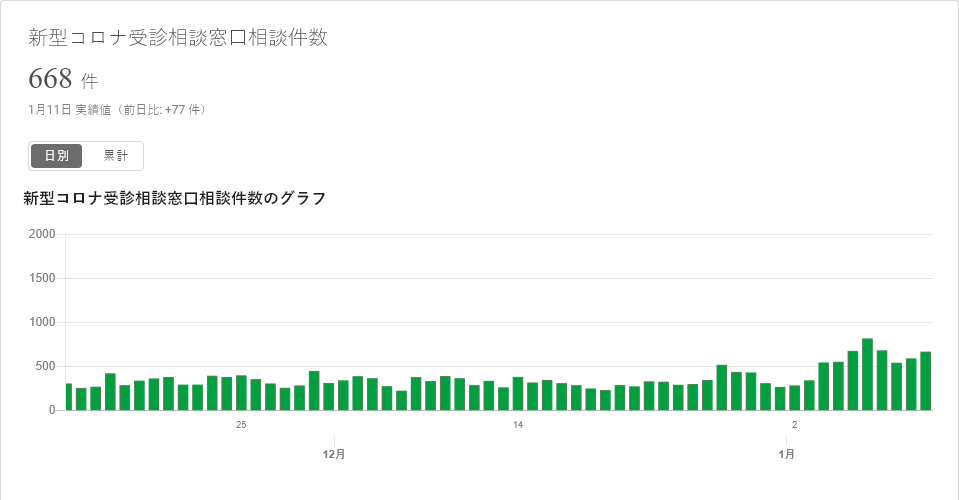 新型コロナ受診相談窓口相談件数
668 件
1月11日 実績値（前日比: +77 件）
日別 累計
新型コロナ受診相談窓口相談件数のグラフ
2000
1500
1000
500
0
25 14 2
12月 1月